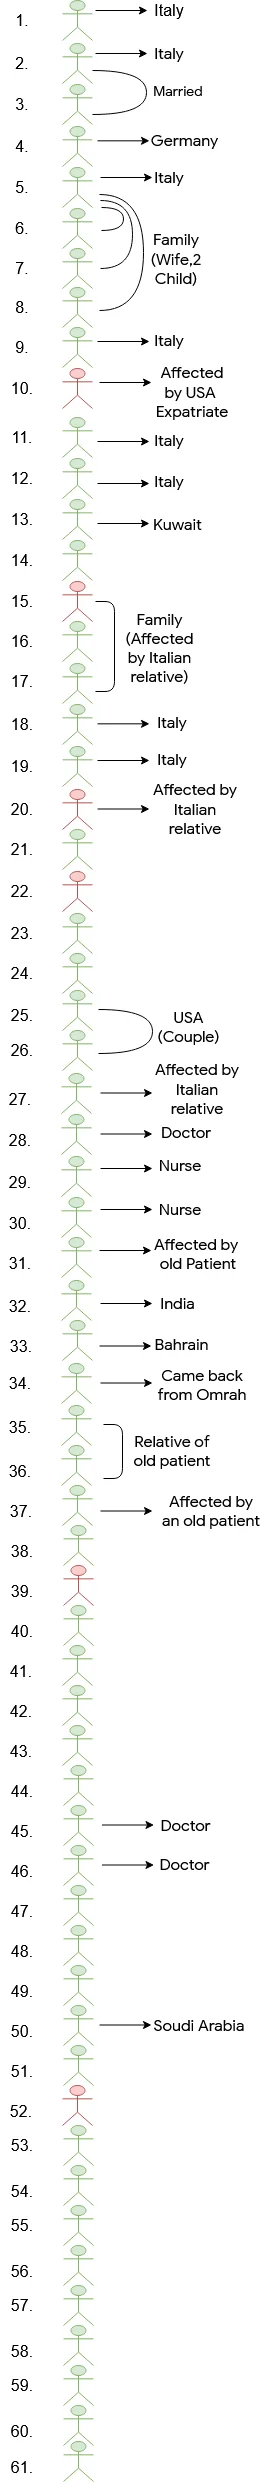 1. Italy
2. Italy
Married
3.
4. Germany
5. Italy
6.
Family
(Wife,2
Child)
7.
8.
9. Italy
10. Affected
by USA
Expatriate
11. Italy
12. Italy
13. Kuwait
14.
15.
Family
(Affected
by Italian
relative)
16.
17.
18. Italy
19. Italy
20. Affected by
Italian
relative
21.
22.
23.
24.
25. USA
(Couple)
26.
27. Affected by
Italian
relative
28. Doctor
29. Nurse
30. Nurse
31. Affected by
old Patient
32. India
33. Bahrain
34. Came back
from Omrah
35.
Relative of
old patient
36.
37. Affected by
an old patient
38.
39.
40.
41.
42.
43.
44.
45. Doctor
46. Doctor
47.
48.
49.
50. Soudi Arabia
51.
52.
53.
54.
55.
56.
57.
58.
59.
60.
61.